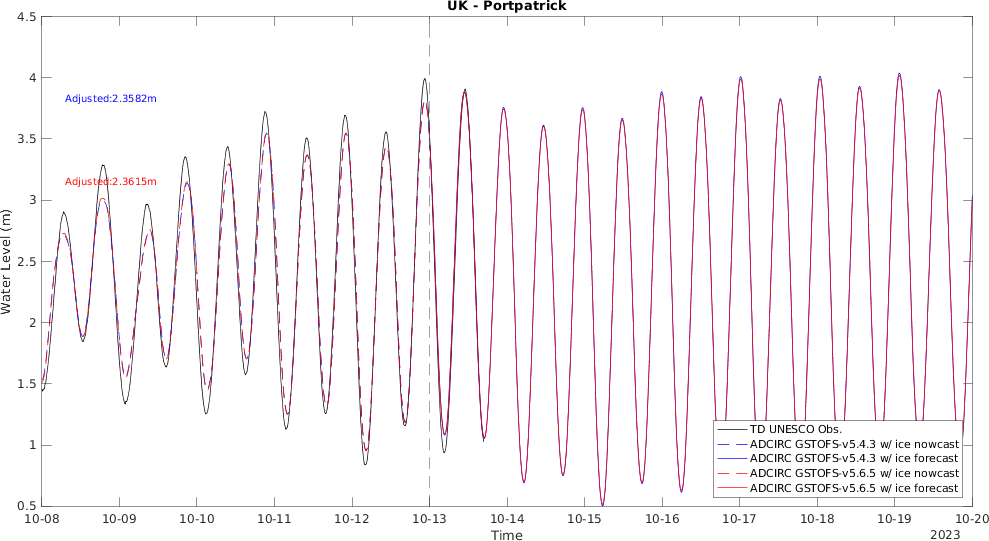 UK - Portpatrick
4.5
4
3.5
3
2.5
2
1.5
1
0.5
Water Level (m)
Adjusted:2.3582m
Adjusted:2.3615m
TD UNESCO Obs.
ADCIRC GSTOFS-v5.4.3 w/ ice nowcast
ADCIRC GSTOFS-v5.4.3 w/ ice forecast
ADCIRC GSTOFS-v5.6.5 w/ ice nowcast
ADCIRC GSTOFS-v5.6.5 w/ ice forecast
10-08 10-09 10-10 10-11 10-12 10-13 10-14 10-15 10-16 10-17 10-18 10-19 10-20
Time
2023